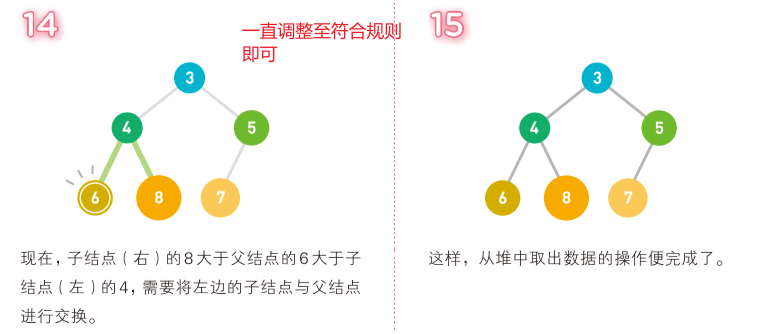 14
一直调整至符合规则
即可
3
4
5
6
8
7
现在，子结点（右）的8大于父结点的6大于子
结点（左）的4，需要将左边的子结点与父结点
进行交换。
15
3
4
5
6
8
7
这样，从堆中取出数据的操作便完成了。